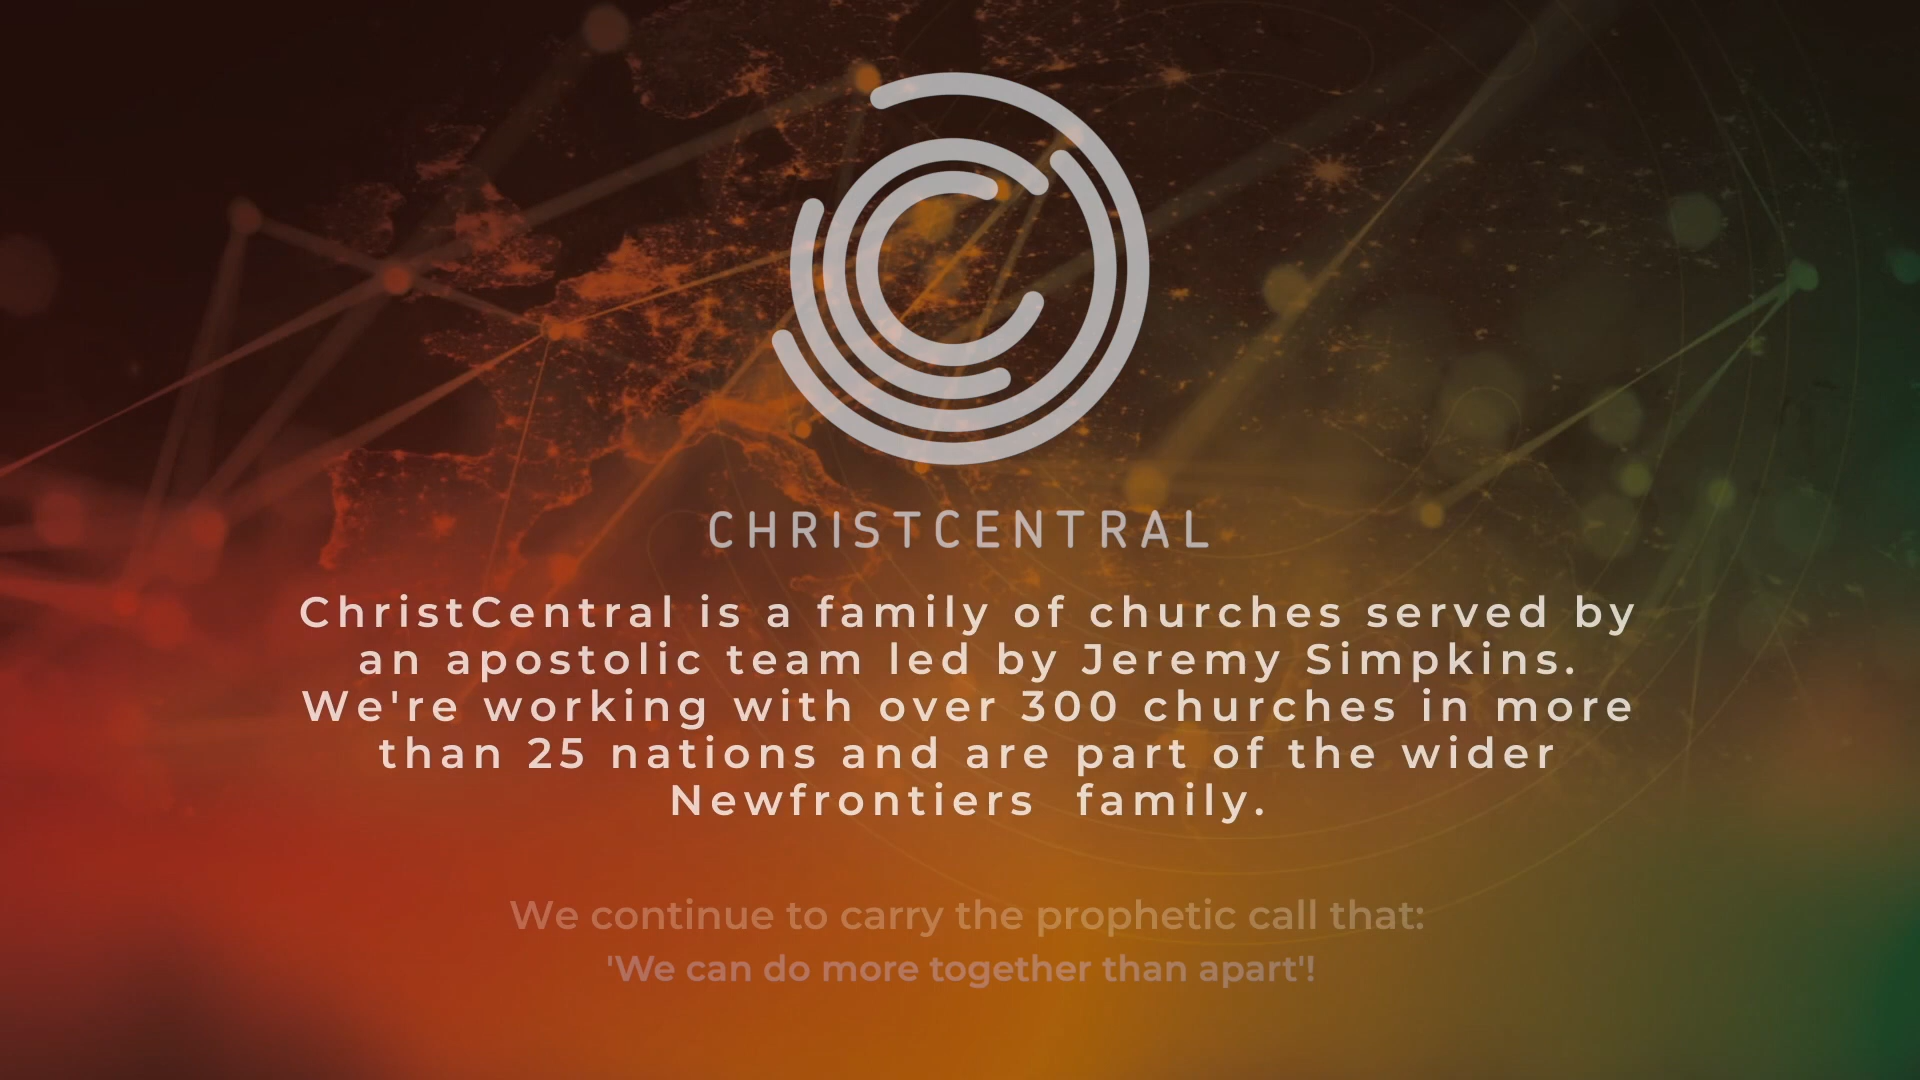 CHRISTCENTRAL
ChristCentral is a family of churches served by
an apostolic team led by Jeremy Simpkins.
We're working with over 300 churches in more
than 25 nations and are part of the wider
Newfrontiers family.
We continue to carry the prophetic call that:
'We can do more together than apart'!